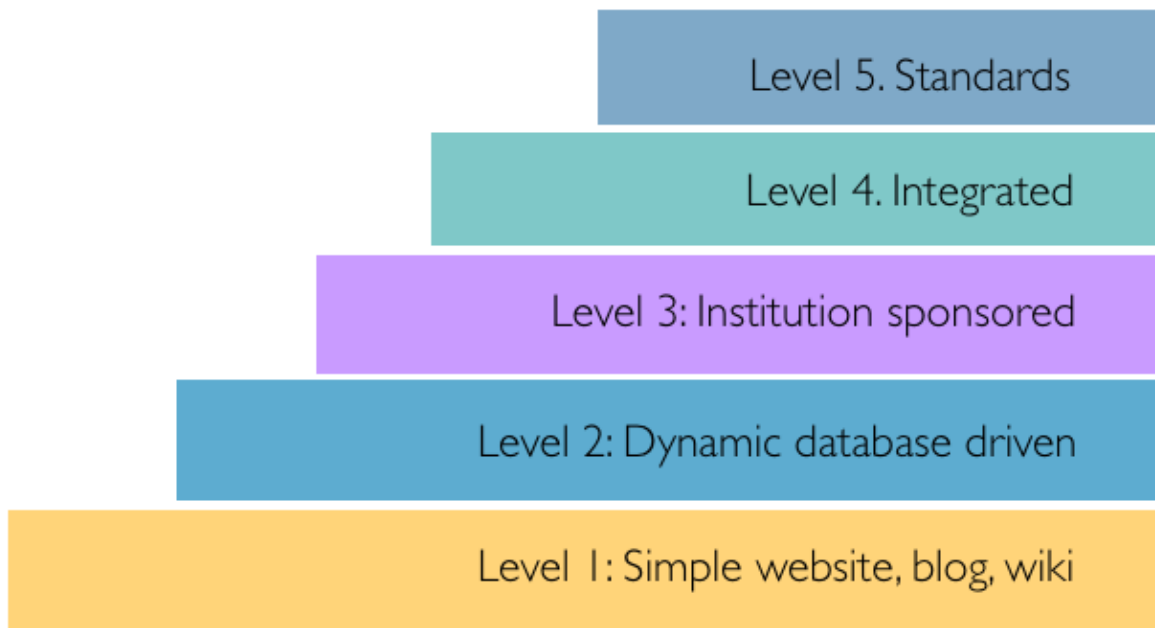 Level 5. Standards
Level 4. Integrated
Level 3: Institution sponsored
Level 2: Dynamic database driven
Level 1: Simple website, blog, wiki